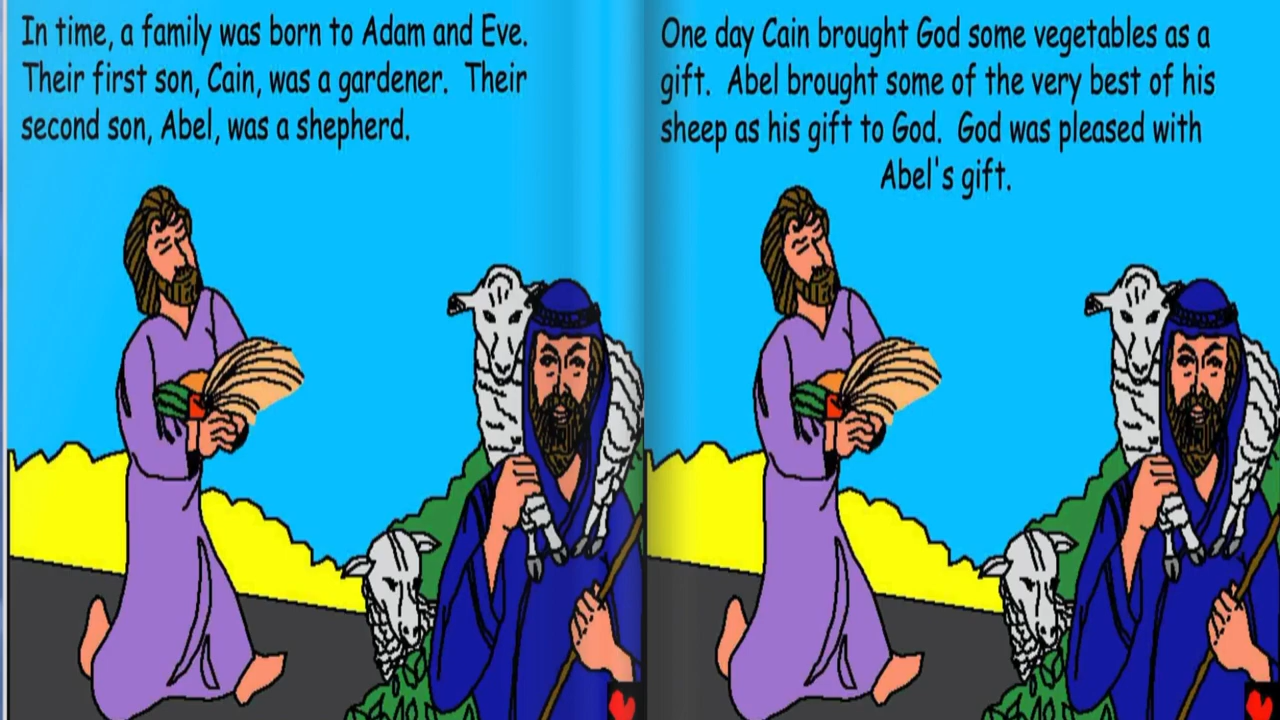 In time, a family was born to Adam and Eve.
Their first son, Cain, was a gardener. Their
second son, Abel, was a shepherd.
One day Cain brought God some vegetables as a
gift. Abel brought some of the very best of his
sheep as his gift to God. God was pleased with
Abel's gift.